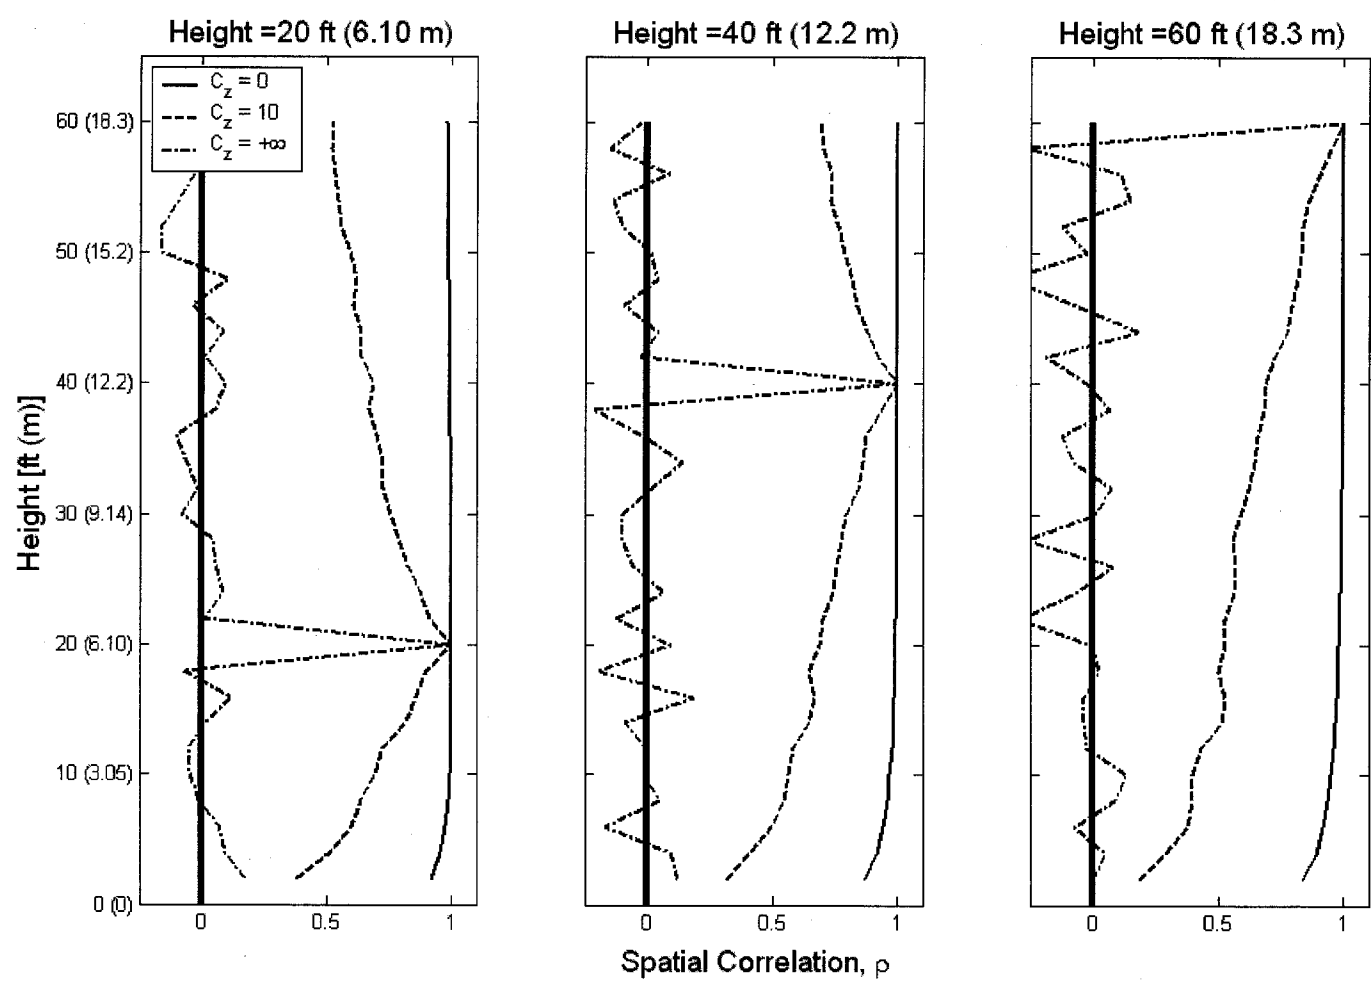 Height =20 ft (6.10 m)
Height =40 ft (12.2 m)
Height =60 ft (18.3 m)
C_z = 0
C_z = 10
C_z = +∞
60 (18.3)
50 (15.2)
40 (12.2)
30 (9.14)
20 (6.10)
10 (3.05)
0 (0)
Height [ft (m)]
0 0.5 1
0 0.5 1
0 0.5 1
Spatial Correlation, ρ